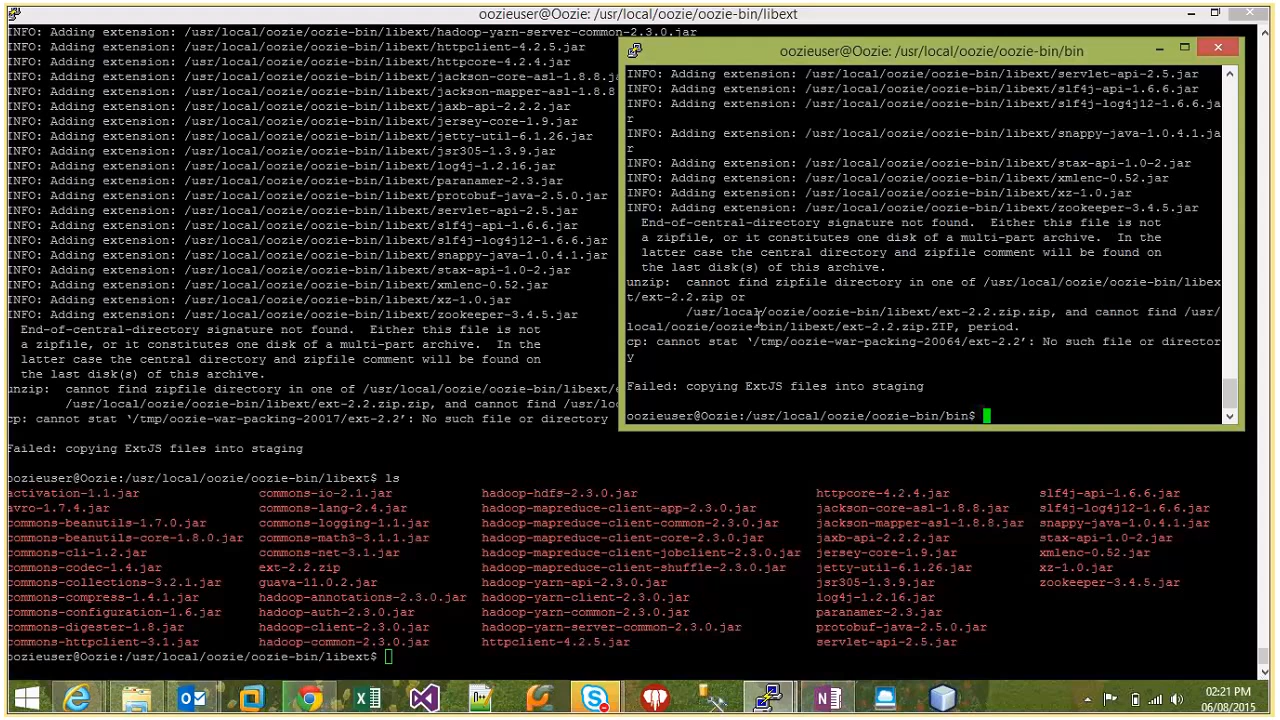 oozieuser@Oozie: /usr/local/oozie/oozie-bin/libext
INFO: Adding extension: /usr/local/oozie/oozie-bin/libext/hadoop-yarn-server-common-2.3.0.jar
INFO: Adding extension: /usr/local/oozie/oozie-bin/libext/httpclient-4.2.5.jar
INFO: Adding extension: /usr/local/oozie/oozie-bin/libext/httpcore-4.2.4.jar
INFO: Adding extension: /usr/local/oozie/oozie-bin/libext/jackson-core-asl-1.8.8.ja
INFO: Adding extension: /usr/local/oozie/oozie-bin/libext/jackson-mapper-asl-1.8.8
INFO: Adding extension: /usr/local/oozie/oozie-bin/libext/jaxb-api-2.2.2.jar
INFO: Adding extension: /usr/local/oozie/oozie-bin/libext/jersey-core-1.9.jar
INFO: Adding extension: /usr/local/oozie/oozie-bin/libext/jetty-util-6.1.26.jar
INFO: Adding extension: /usr/local/oozie/oozie-bin/libext/jsr305-1.3.9.jar
INFO: Adding extension: /usr/local/oozie/oozie-bin/libext/log4j-1.2.16.jar
INFO: Adding extension: /usr/local/oozie/oozie-bin/libext/paranamer-2.3.jar
INFO: Adding extension: /usr/local/oozie/oozie-bin/libext/protobuf-java-2.5.0.jar
INFO: Adding extension: /usr/local/oozie/oozie-bin/libext/servlet-api-2.5.jar
INFO: Adding extension: /usr/local/oozie/oozie-bin/libext/slf4j-api-1.6.6.jar
INFO: Adding extension: /usr/local/oozie/oozie-bin/libext/slf4j-log4j12-1.6.6.jar
INFO: Adding extension: /usr/local/oozie/oozie-bin/libext/snappy-java-1.0.4.1.jar
INFO: Adding extension: /usr/local/oozie/oozie-bin/libext/stax-api-1.0-2.jar
INFO: Adding extension: /usr/local/oozie/oozie-bin/libext/xmlenc-0.52.jar
INFO: Adding extension: /usr/local/oozie/oozie-bin/libext/xz-1.0.jar
INFO: Adding extension: /usr/local/oozie/oozie-bin/libext/zookeeper-3.4.5.jar
End-of-central-directory signature not found.  Either this file is not
a zipfile, or it constitutes one disk of a multi-part archive.  In the
latter case the central directory and zipfile comment will be found on
the last disk(s) of this archive.
unzip:  cannot find zipfile directory in one of /usr/local/oozie/oozie-bin/libext/e
/usr/local/oozie/oozie-bin/libext/ext-2.2.zip.zip, and cannot find /usr/loc
cp: cannot stat '/tmp/oozie-war-packing-20017/ext-2.2': No such file or directory
Failed: copying ExtJS files into staging
oozieuser@Oozie:/usr/local/oozie/oozie-bin/libext$ ls
activation-1.1.jar commons-io-2.1.jar hadoop-hdfs-2.3.0.jar httpcore-4.2.4.jar slf4j-api-1.6.6.jar
avro-1.7.4.jar commons-lang-2.4.jar hadoop-mapreduce-client-app-2.3.0.jar jackson-core-asl-1.8.8.jar slf4j-log4j12-1.6.6.jar
commons-beanutils-1.7.0.jar commons-logging-1.1.jar hadoop-mapreduce-client-common-2.3.0.jar jackson-mapper-asl-1.8.8.jar snappy-java-1.0.4.1.jar
commons-beanutils-core-1.8.0.jar commons-math3-3.1.1.jar hadoop-mapreduce-client-core-2.3.0.jar jaxb-api-2.2.2.jar stax-api-1.0-2.jar
commons-cli-1.2.jar commons-net-3.1.jar hadoop-mapreduce-client-jobclient-2.3.0.jar jersey-core-1.9.jar xmlenc-0.52.jar
commons-codec-1.4.jar ext-2.2.zip hadoop-mapreduce-client-shuffle-2.3.0.jar jetty-util-6.1.26.jar xz-1.0.jar
commons-collections-3.2.1.jar guava-11.0.2.jar hadoop-yarn-api-2.3.0.jar jsr305-1.3.9.jar zookeeper-3.4.5.jar
commons-compress-1.4.1.jar hadoop-annotations-2.3.0.jar hadoop-yarn-client-2.3.0.jar log4j-1.2.16.jar
commons-configuration-1.6.jar hadoop-auth-2.3.0.jar hadoop-yarn-common-2.3.0.jar paranamer-2.3.jar
commons-digester-1.8.jar hadoop-client-2.3.0.jar hadoop-yarn-server-common-2.3.0.jar protobuf-java-2.5.0.jar
commons-httpclient-3.1.jar hadoop-common-2.3.0.jar httpclient-4.2.5.jar servlet-api-2.5.jar
oozieuser@Oozie:/usr/local/oozie/oozie-bin/libext$
oozieuser@Oozie: /usr/local/oozie/oozie-bin/bin
INFO: Adding extension: /usr/local/oozie/oozie-bin/libext/servlet-api-2.5.jar
INFO: Adding extension: /usr/local/oozie/oozie-bin/libext/slf4j-api-1.6.6.jar
INFO: Adding extension: /usr/local/oozie/oozie-bin/libext/slf4j-log4j12-1.6.6.ja
r
INFO: Adding extension: /usr/local/oozie/oozie-bin/libext/snappy-java-1.0.4.1.ja
r
INFO: Adding extension: /usr/local/oozie/oozie-bin/libext/stax-api-1.0-2.jar
INFO: Adding extension: /usr/local/oozie/oozie-bin/libext/xmlenc-0.52.jar
INFO: Adding extension: /usr/local/oozie/oozie-bin/libext/xz-1.0.jar
INFO: Adding extension: /usr/local/oozie/oozie-bin/libext/zookeeper-3.4.5.jar
End-of-central-directory signature not found.  Either this file is not
a zipfile, or it constitutes one disk of a multi-part archive.  In the
latter case the central directory and zipfile comment will be found on
the last disk(s) of this archive.
unzip:  cannot find zipfile directory in one of /usr/local/oozie/oozie-bin/libex
t/ext-2.2.zip or
/usr/local/oozie/oozie-bin/libext/ext-2.2.zip.zip, and cannot find /usr/
local/oozie/oozie-bin/libext/ext-2.2.zip.ZIP, period.
cp: cannot stat '/tmp/oozie-war-packing-20064/ext-2.2': No such file or director
y
Failed: copying ExtJS files into staging
oozieuser@Oozie:/usr/local/oozie/oozie-bin/bin$
02:21 PM
06/08/2015